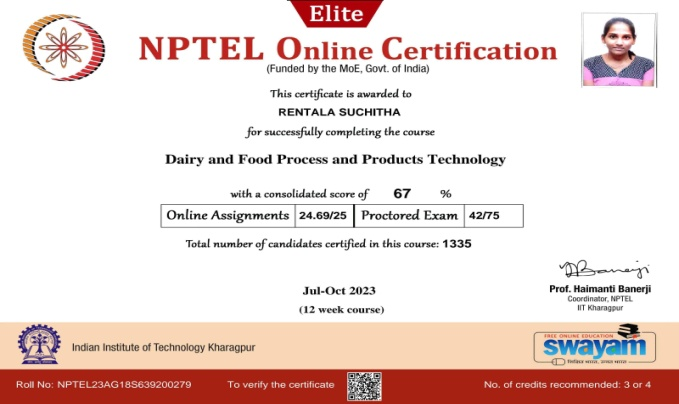 Elite
NPTEL Online Certification
(Funded by the MoE, Govt. of India)
This certificate is awarded to
RENTALA SUCHITHA
for successfully completing the course
Dairy and Food Process and Products Technology
with a consolidated score of 67 %
Online Assignments 24.69/25 Proctored Exam 42/75
Total number of candidates certified in this course: 1335
Jul-Oct 2023
(12 week course)
Prof. Haimanti Banerji
Coordinator, NPTEL
IIT Kharagpur
Indian Institute of Technology Kharagpur
FREE ONLINE EDUCATION
swayam
शिक्षित भारत, उन्नत भारत
Roll No: NPTEL23AG18S639200279
To verify the certificate
No. of credits recommended: 3 or 4